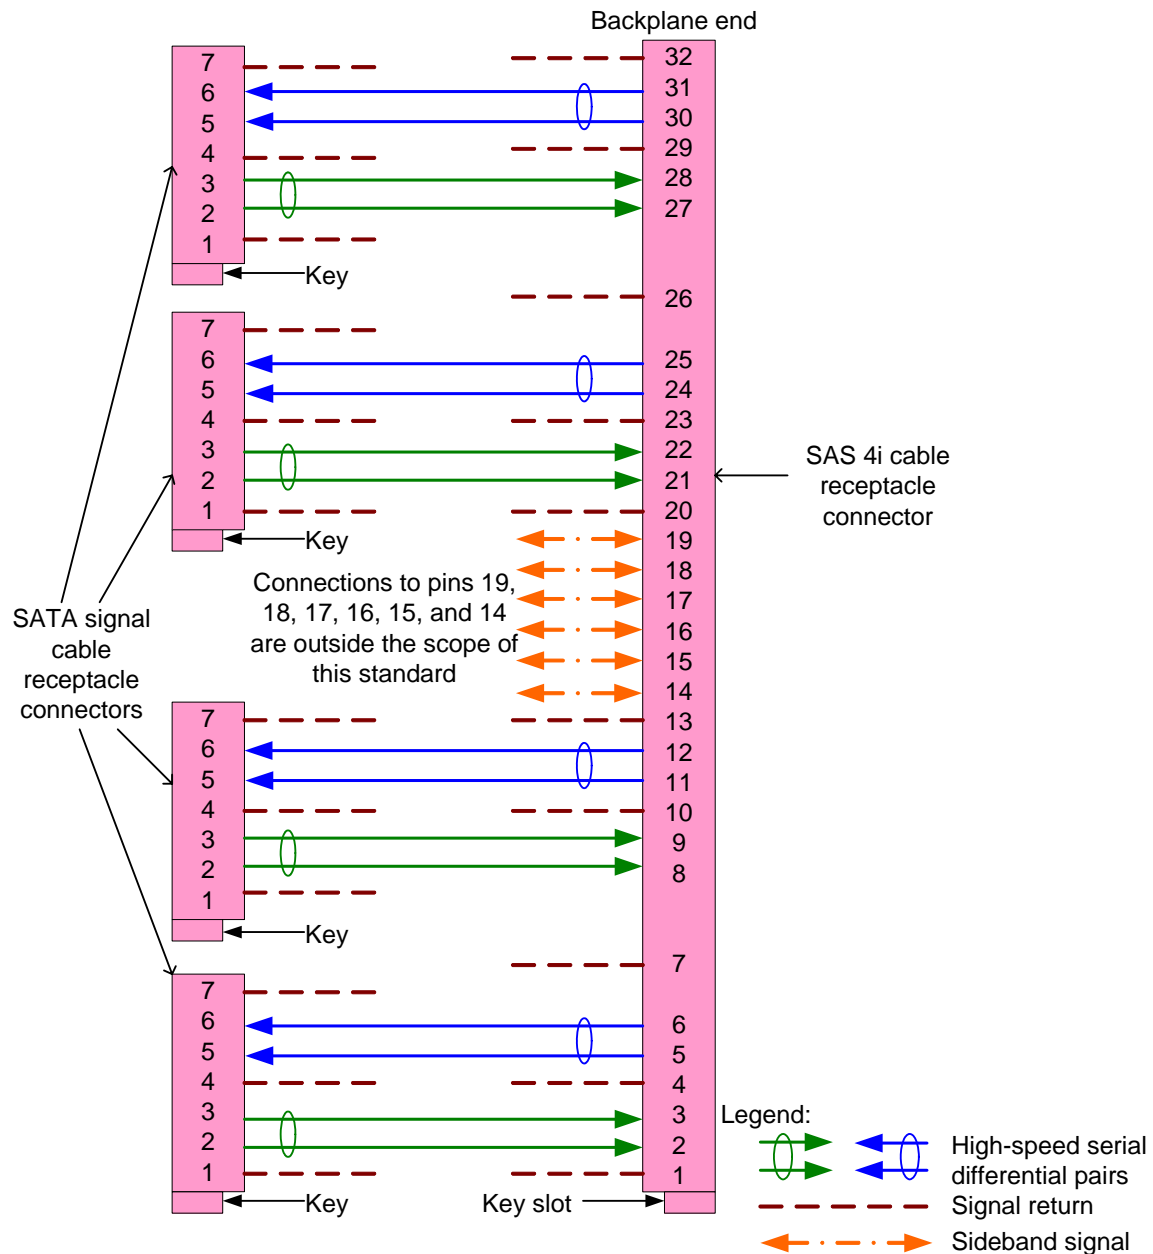 Backplane end
7
6
5
4
3
2
1
Key
7
6
5
4
3
2
1
Key
7
6
5
4
3
2
1
Key
7
6
5
4
3
2
1
Key
SATA signal
cable
receptacle
connectors
Connections to pins 19,
18, 17, 16, 15, and 14
are outside the scope of
this standard
32
31
30
29
28
27
26
25
24
23
22
21
20
19
18
17
16
15
14
13
12
11
10
9
8
7
6
5
4
3
2
1
Key slot
SAS 4i cable
receptacle
connector
Legend:
High-speed serial
differential pairs
Signal return
Sideband signal